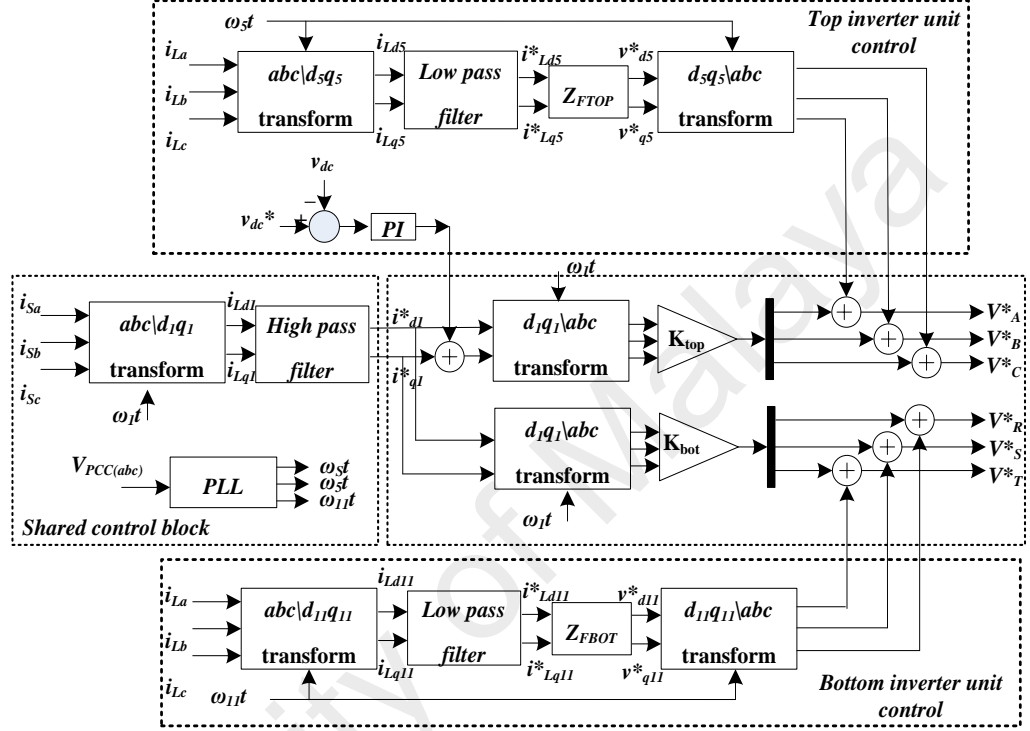 Top inverter unit
control
ω5t
iLa
iLb
iLc
abc\d5q5
transform
iLd5
iLq5
Low pass
filter
i*Ld5
i*Lq5
ZFTOP
v*d5
v*q5
d5q5\abc
transform
vdc
−
vdc*
+
PI
iSa
iSb
iSc
abc\d1q1
transform
ω1t
iLd1
iLq1
High pass
filter
i*d1
i*q1
+
ω1t
d1q1\abc
transform
Ktop
+
+
+
V*A
V*B
V*C
d1q1\abc
transform
ω1t
Kbot
+
+
+
V*R
V*S
V*T
VPCC(abc)
PLL
ω5t
ω5t
ω11t
Shared control block
iLa
iLb
iLc
abc\d11q11
transform
ω11t
iLd11
iLq11
Low pass
filter
i*Ld11
i*Lq11
ZFBOT
v*d11
v*q11
d11q11\abc
transform
Bottom inverter unit
control
ity of Malaya